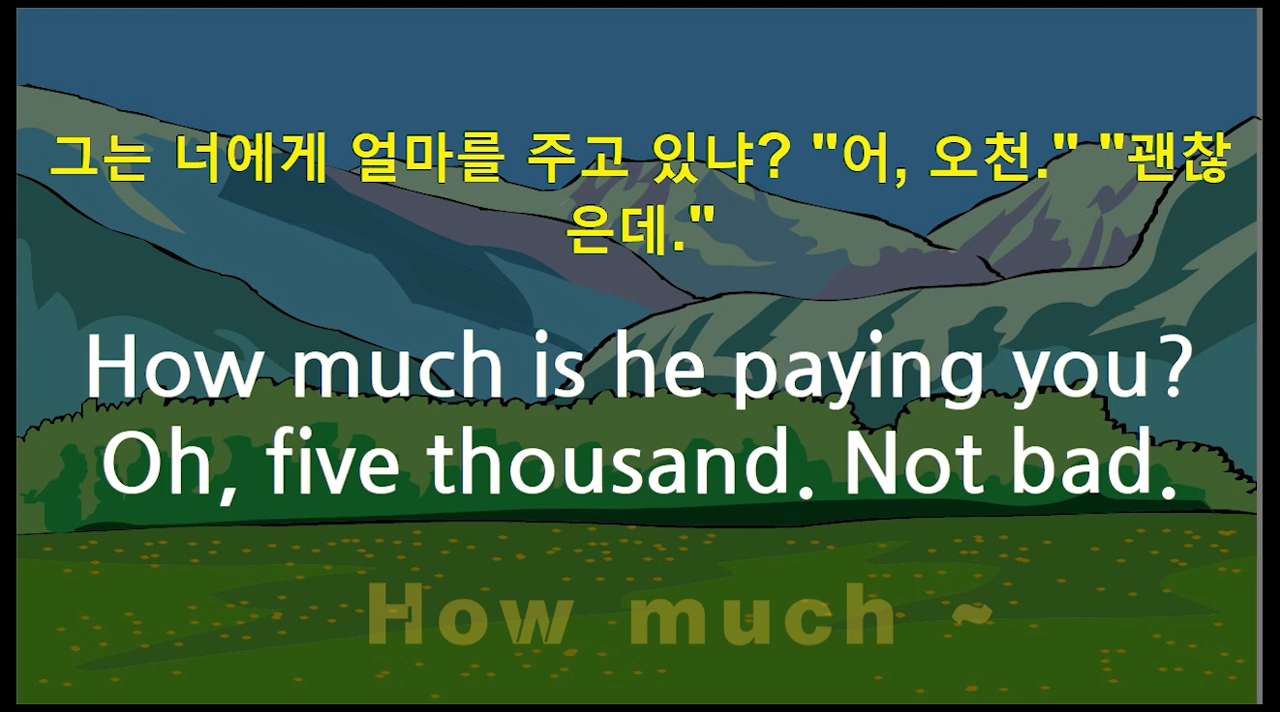 그는 너에게 얼마를 주고 있냐? "어, 오천." "괜찮
은데."
How much is he paying you?
Oh, five thousand. Not bad.
How much ~